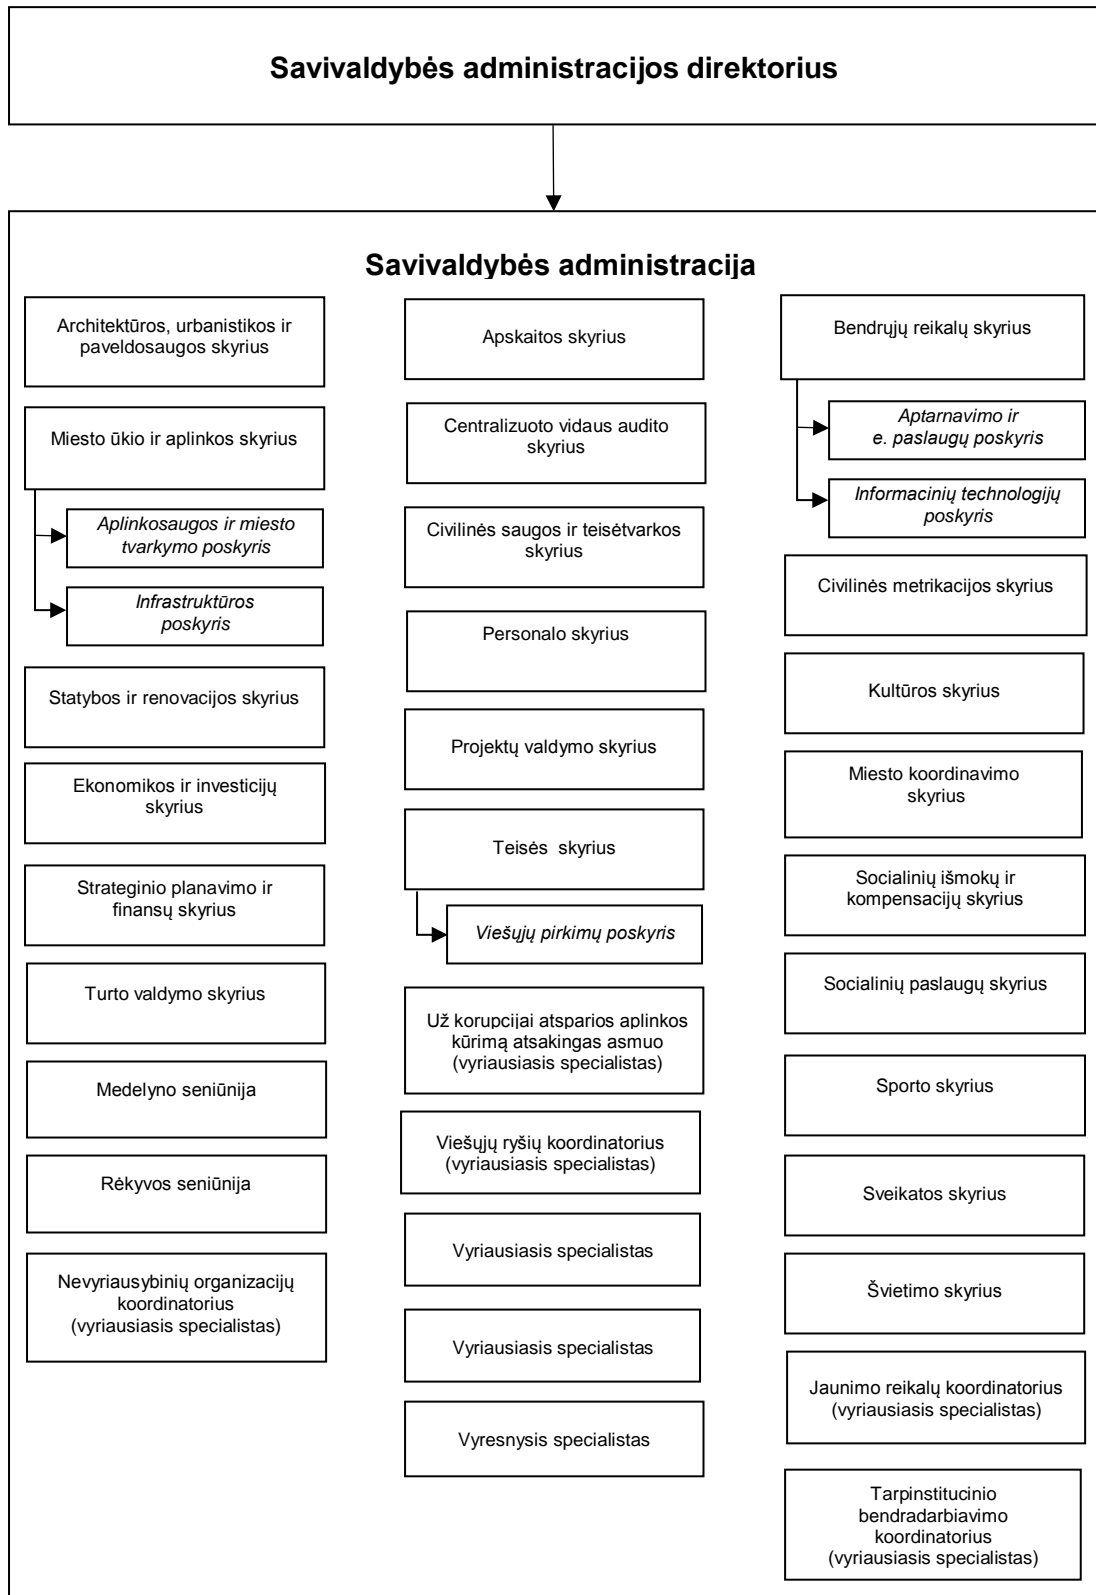 Savivaldybės administracijos direktorius
Savivaldybės administracija
Architektūros, urbanistikos ir
paveldosaugos skyrius
Miesto ūkio ir aplinkos skyrius
Aplinkosaugos ir miesto
tvarkymo poskyris
Infrastruktūros
poskyris
Statybos ir renovacijos skyrius
Ekonomikos ir investicijų
skyrius
Strateginio planavimo ir
finansų skyrius
Turto valdymo skyrius
Medelyno seniūnija
Rėkyvos seniūnija
Nevyriausybinių organizacijų
koordinatorius
(vyriausiasis specialistas)
Apskaitos skyrius
Centralizuoto vidaus audito
skyrius
Civilinės saugos ir teisėtvarkos
skyrius
Personalo skyrius
Projektų valdymo skyrius
Teisės skyrius
Viešųjų pirkimų poskyris
Už korupcijai atsparios aplinkos
kūrimą atsakingas asmuo
(vyriausiasis specialistas)
Viešųjų ryšių koordinatorius
(vyriausiasis specialistas)
Vyriausiasis specialistas
Vyriausiasis specialistas
Vyresnysis specialistas
Bendrųjų reikalų skyrius
Aptarnavimo ir
e. paslaugų poskyris
Informacinių technologijų
poskyris
Civilinės metrikacijos skyrius
Kultūros skyrius
Miesto koordinavimo
skyrius
Socialinių išmokų ir
kompensacijų skyrius
Socialinių paslaugų skyrius
Sporto skyrius
Sveikatos skyrius
Švietimo skyrius
Jaunimo reikalų koordinatorius
(vyriausiasis specialistas)
Tarpinstitucinio
bendradarbiavimo
koordinatorius
(vyriausiasis specialistas)